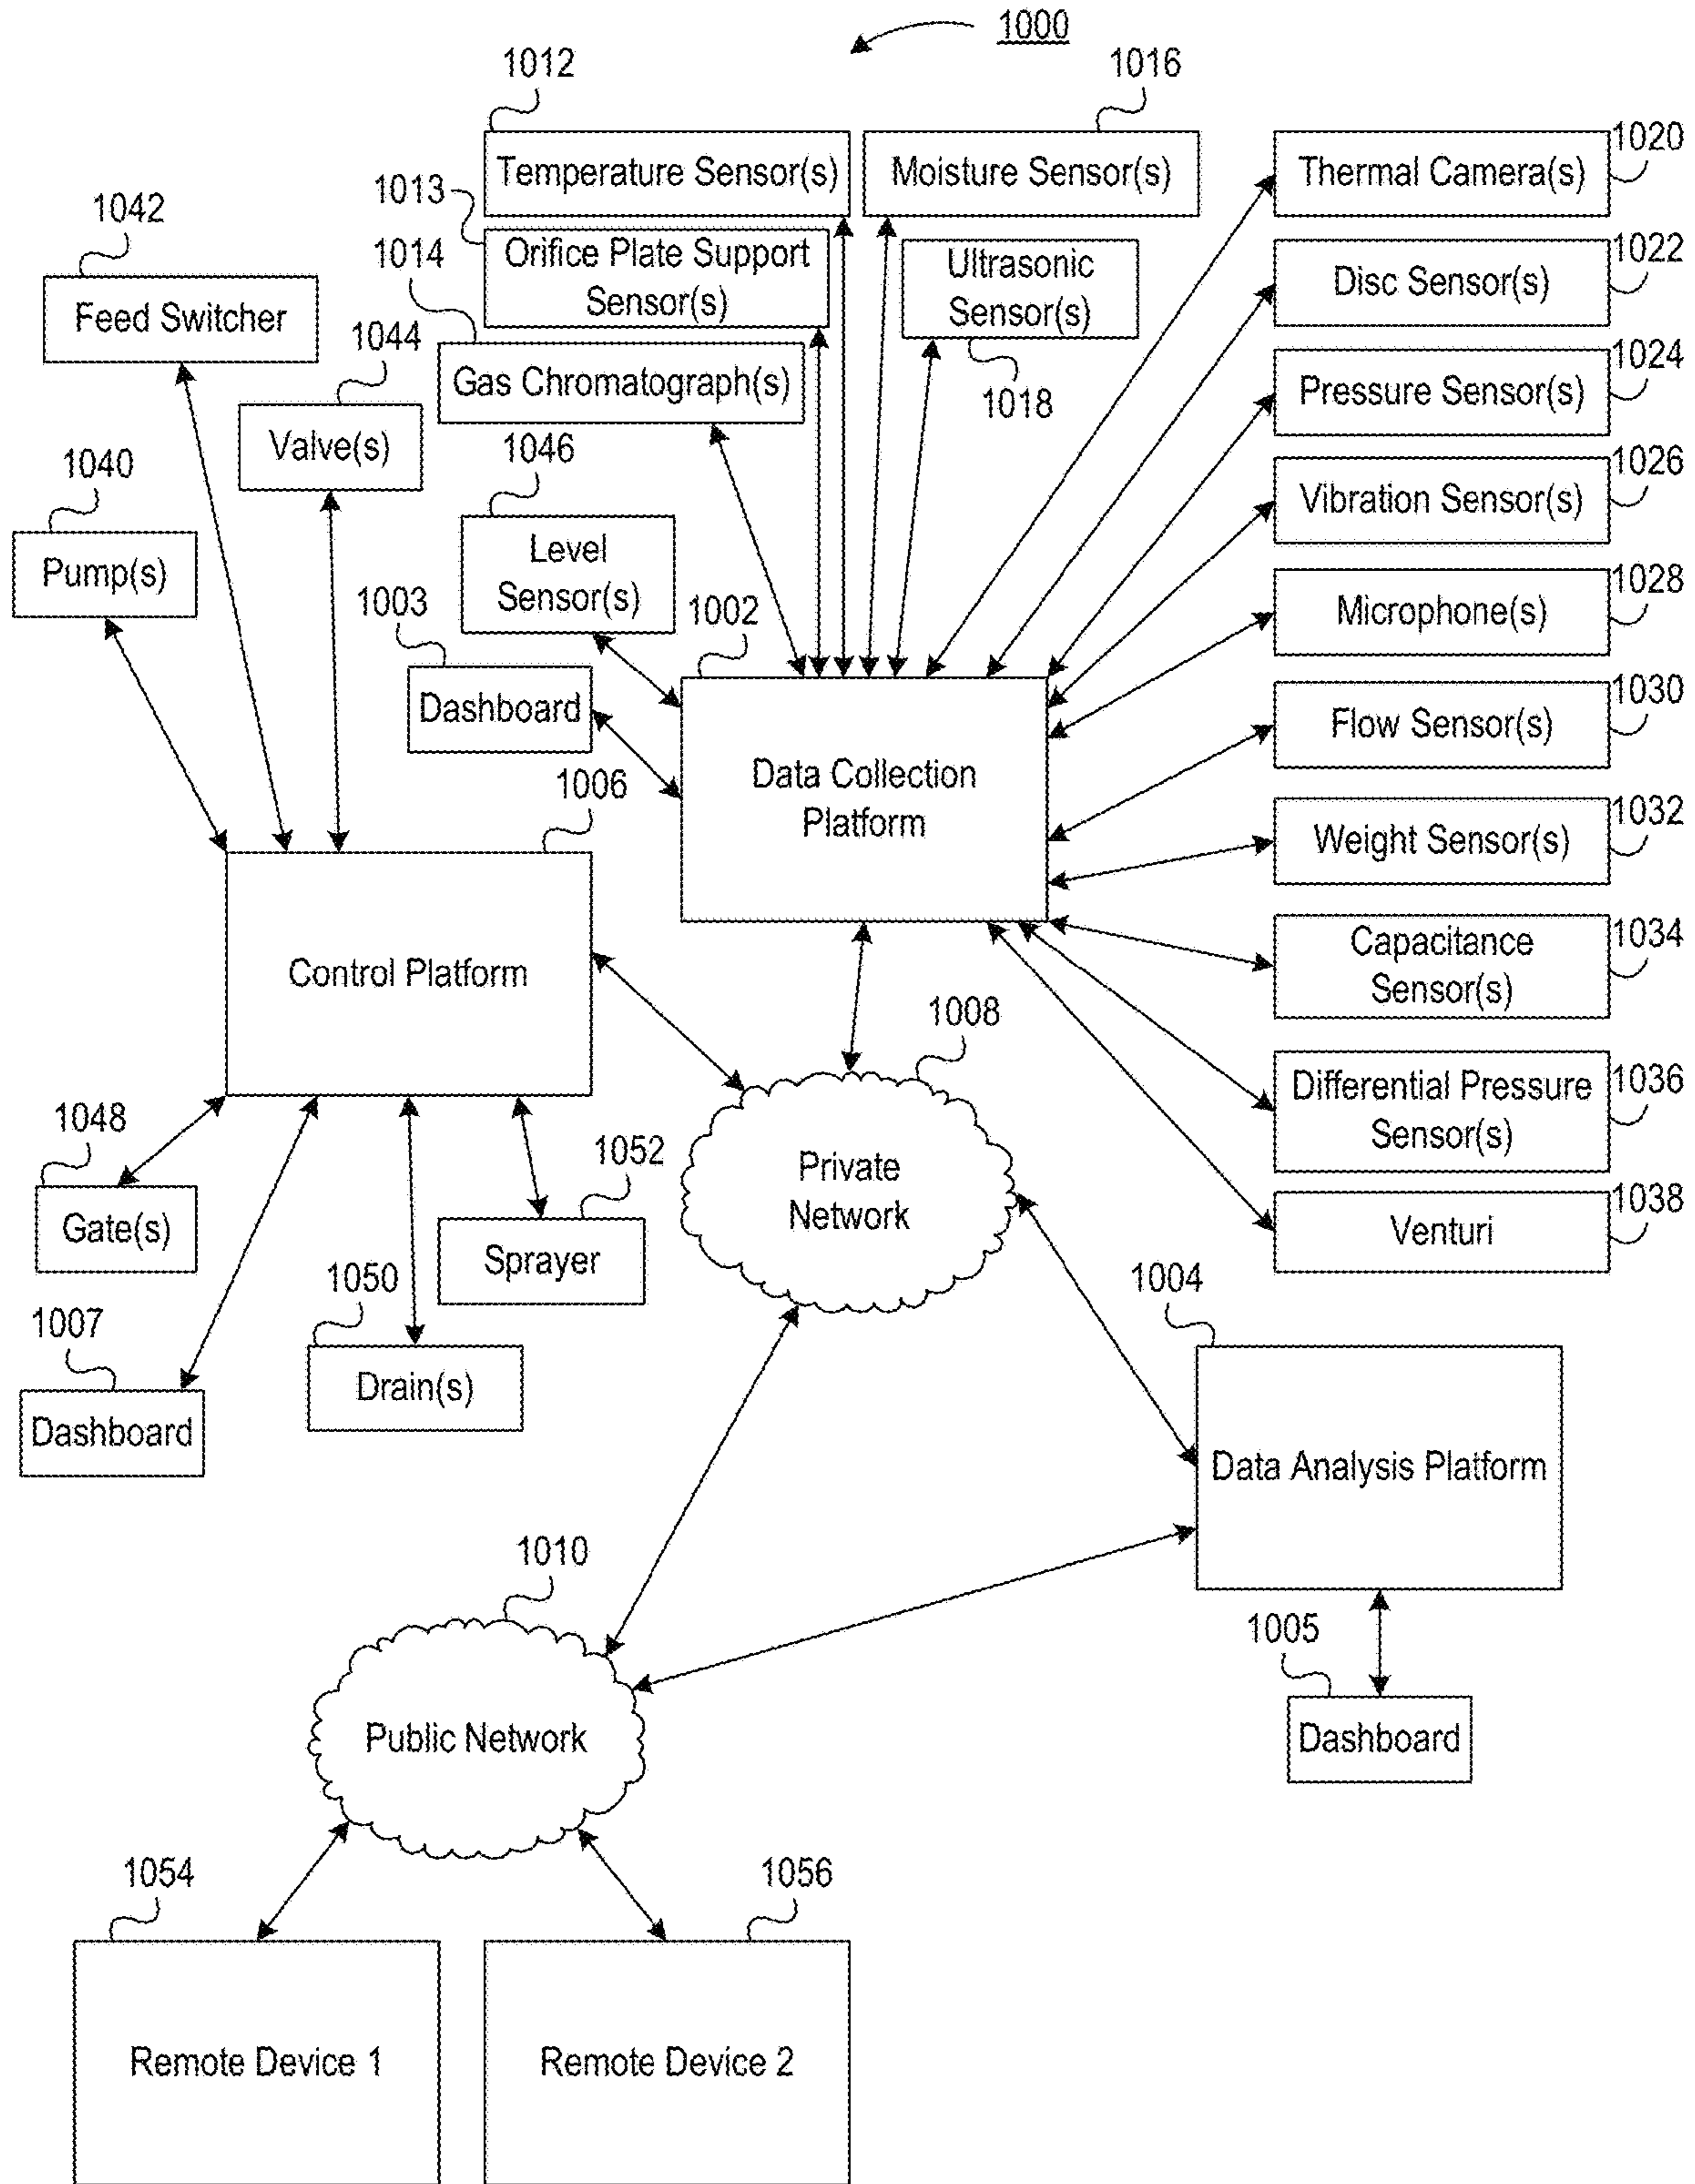 1000
1012
1016
Temperature Sensor(s)
Moisture Sensor(s)
Thermal Camera(s)
1020
1013
Orifice Plate Support
Sensor(s)
1014
Gas Chromatograph(s)
Ultrasonic
Sensor(s)
1018
Disc Sensor(s)
1022
1042
Feed Switcher
1044
Valve(s)
Pressure Sensor(s)
1024
1040
Pump(s)
1046
Level
Sensor(s)
Vibration Sensor(s)
1026
1003
Dashboard
1002
Data Collection
Platform
Microphone(s)
1028
Flow Sensor(s)
1030
1006
Control Platform
Weight Sensor(s)
1032
Capacitance
Sensor(s)
1034
1008
Private
Network
Differential Pressure
Sensor(s)
1036
1048
Gate(s)
1052
Sprayer
Venturi
1038
1007
Dashboard
1050
Drain(s)
1004
Data Analysis Platform
1010
Public Network
1005
Dashboard
1054
Remote Device 1
1056
Remote Device 2